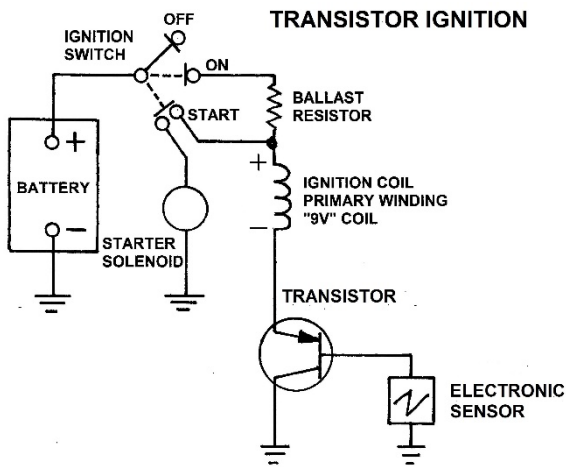 TRANSISTOR IGNITION
OFF
IGNITION
SWITCH
ON
BALLAST
RESISTOR
START
+
BATTERY
−
+
IGNITION COIL
PRIMARY WINDING
"9V" COIL
−
STARTER
SOLENOID
TRANSISTOR
ELECTRONIC
SENSOR